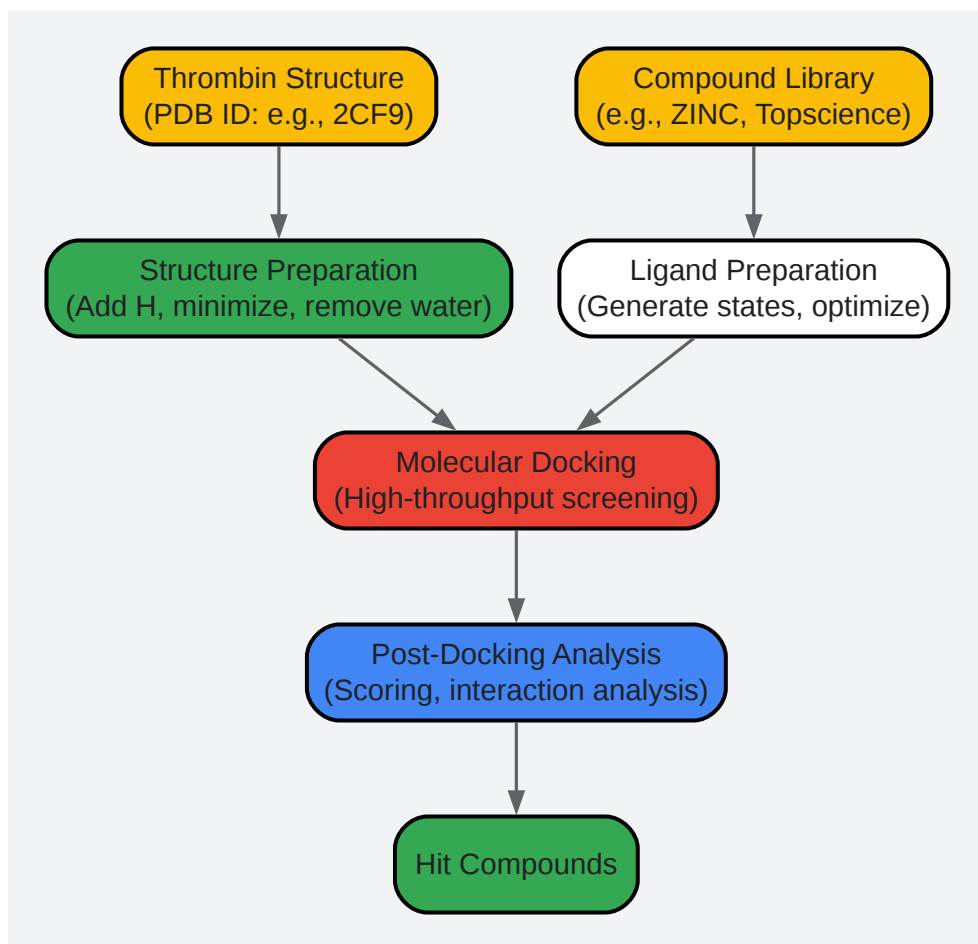 Thrombin Structure
(PDB ID: e.g., 2CF9)
Compound Library
(e.g., ZINC, Topscience)
Structure Preparation
(Add H, minimize, remove water)
Ligand Preparation
(Generate states, optimize)
Molecular Docking
(High-throughput screening)
Post-Docking Analysis
(Scoring, interaction analysis)
Hit Compounds